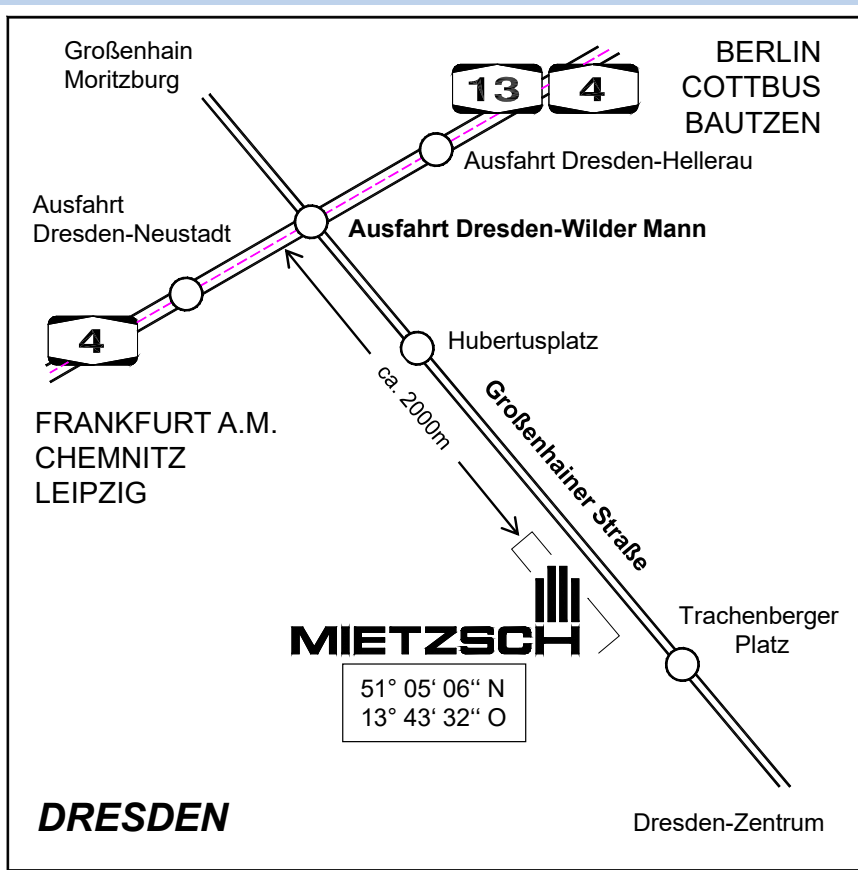 Großenhain
Moritzburg
BERLIN
COTTBUS
BAUTZEN
13
4
Ausfahrt Dresden-Hellerau
Ausfahrt
Dresden-Neustadt
Ausfahrt Dresden-Wilder Mann
4
Hubertusplatz
ca. 2000m
Großenhainer Straße
FRANKFURT A.M.
CHEMNITZ
LEIPZIG
MIETZSCH
Trachenberger
Platz
51° 05‘ 06“ N
13° 43‘ 32“ O
DRESDEN
Dresden-Zentrum